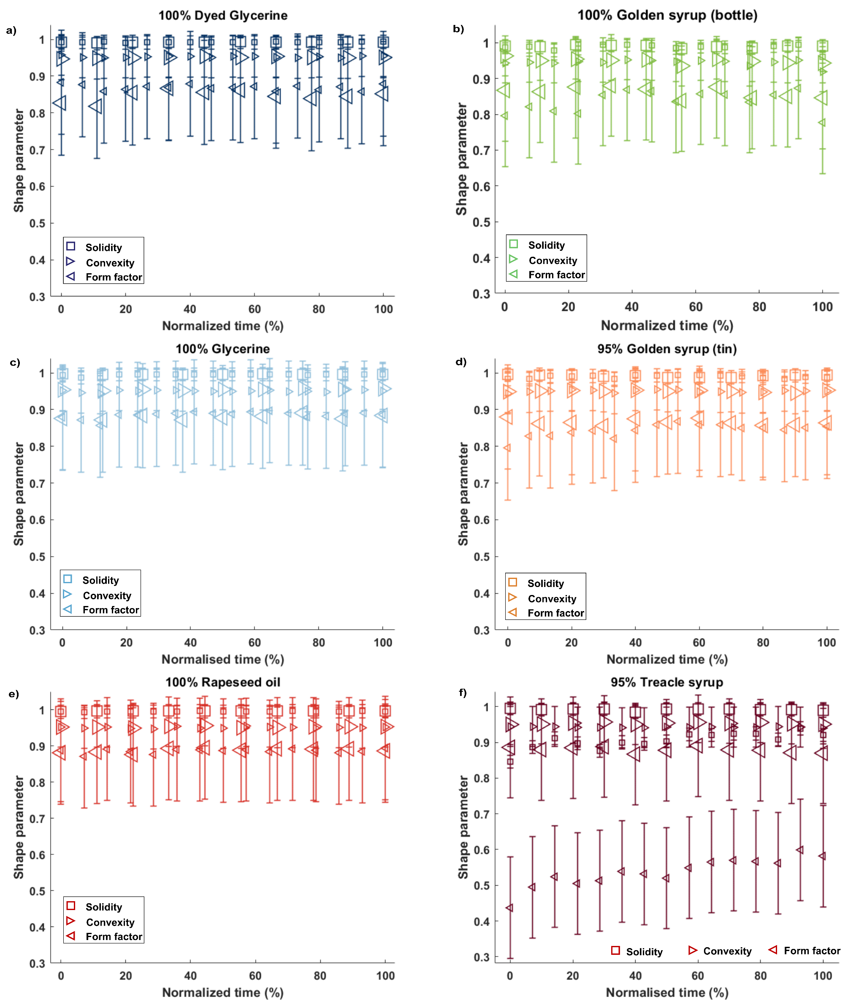 a)
100% Dyed Glycerine
1
0.9
0.8
0.7
0.6
0.5
0.4
0.3
Shape parameter
Solidity
Convexity
Form factor
0 20 40 60 80 100
Normalized time (%)
b)
100% Golden syrup (bottle)
1
0.9
0.8
0.7
0.6
0.5
0.4
0.3
Shape parameter
Solidity
Convexity
Form factor
0 20 40 60 80 100
Normalized time (%)
c)
100% Glycerine
1
0.9
0.8
0.7
0.6
0.5
0.4
0.3
Shape parameter
Solidity
Convexity
Form factor
0 20 40 60 80 100
Normalised time (%)
d)
95% Golden syrup (tin)
1
0.9
0.8
0.7
0.6
0.5
0.4
0.3
Shape parameter
Solidity
Convexity
Form factor
0 20 40 60 80 100
Normalized time (%)
e)
100% Rapeseed oil
1
0.9
0.8
0.7
0.6
0.5
0.4
0.3
Shape parameter
Solidity
Convexity
Form factor
0 20 40 60 80 100
Normalized time (%)
f)
95% Treacle syrup
1
0.9
0.8
0.7
0.6
0.5
0.4
0.3
Shape parameter
Solidity Convexity Form factor
0 20 40 60 80 100
Normalised time (%)